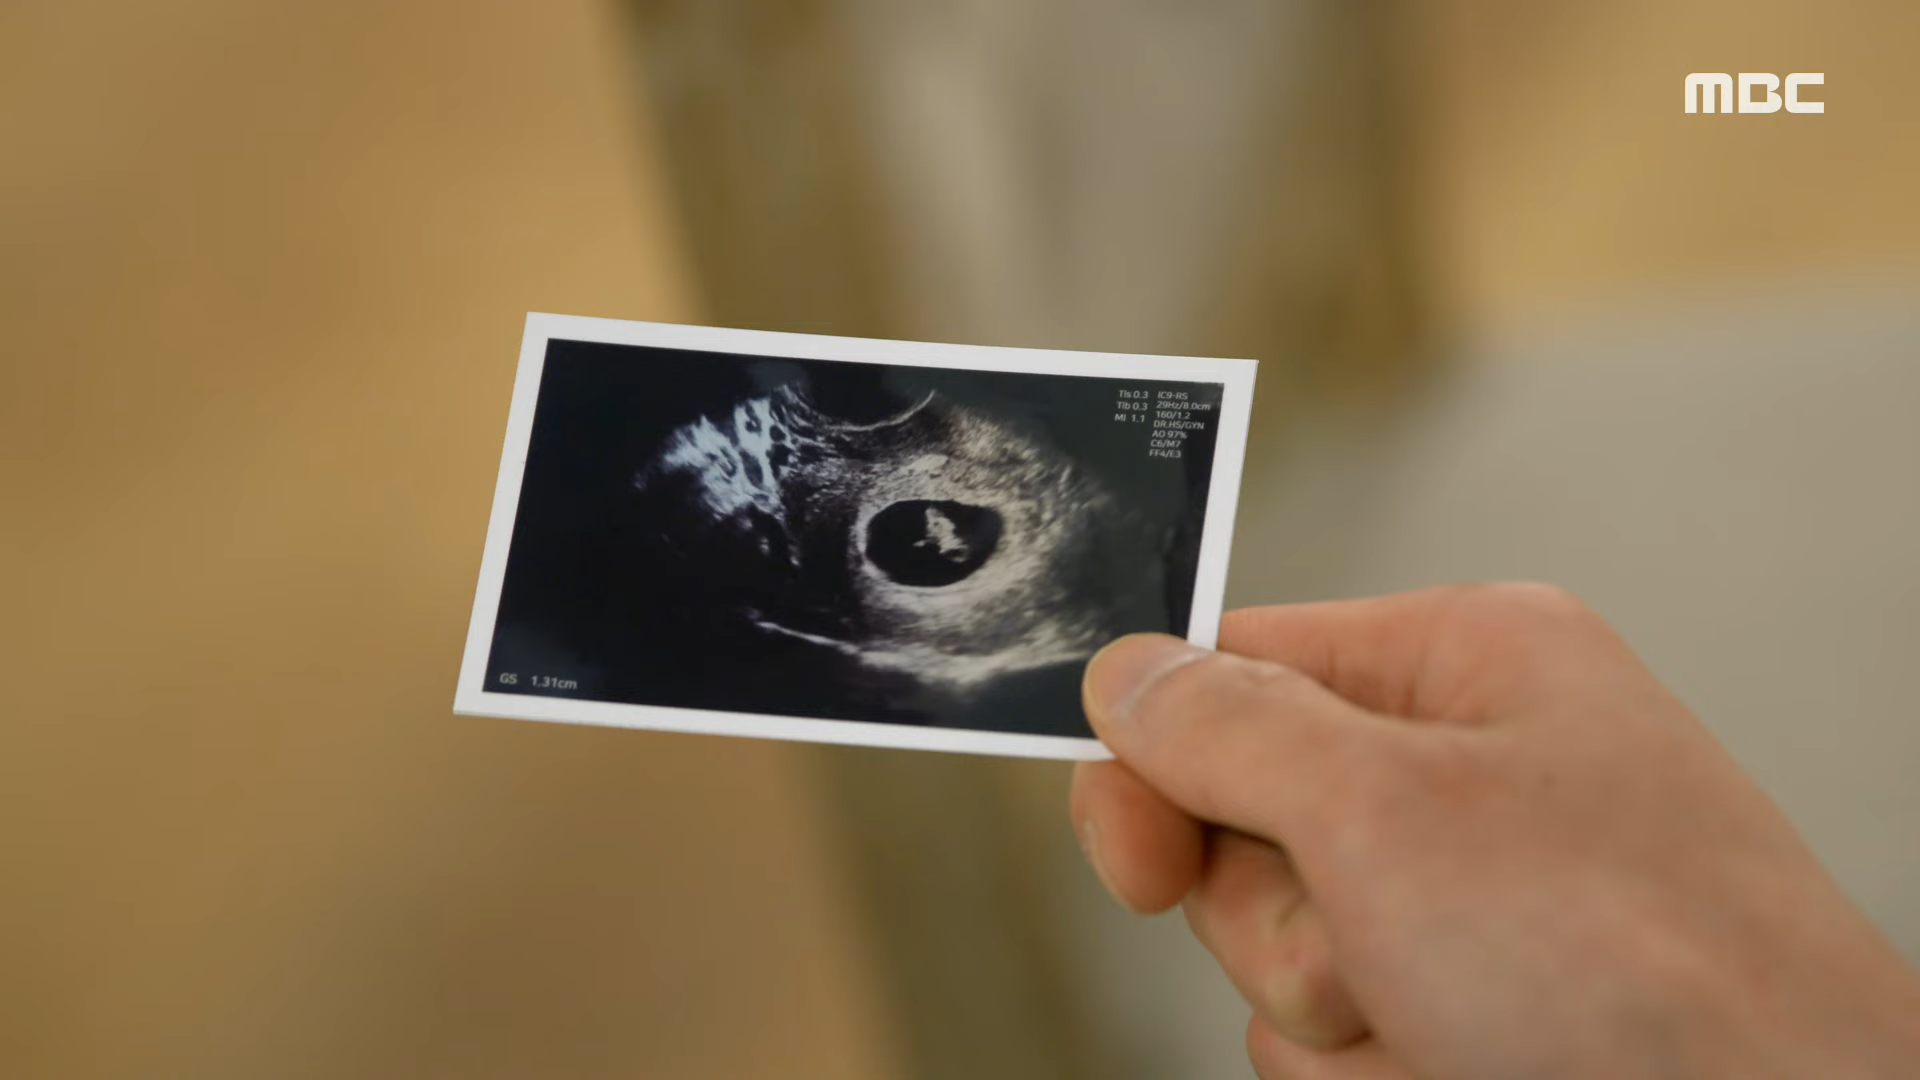 MBC
TIs 0.3 IC9-RS
TIb 0.3 29Hz/8.0cm
MI 1.1 160/1.2
DR.HS/GYN
AO 97%
C6/M7
FF4/E3
GS 1.31cm